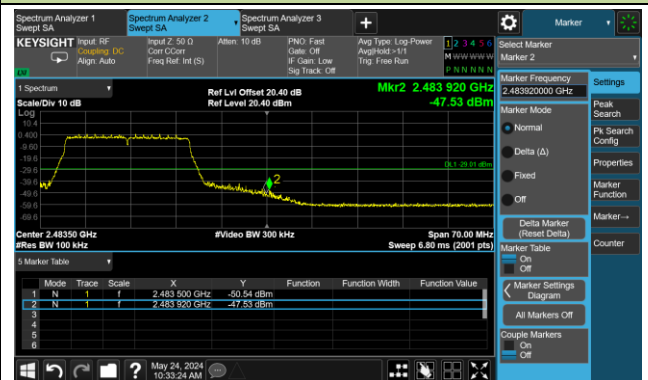 Spectrum Analyzer 1
Swept SA
Spectrum Analyzer 2
Swept SA
Spectrum Analyzer 3
Swept SA
Marker
KEYSIGHT
Input: RF
Coupling: DC
Align: Auto
Input Z: 50 Ω
Corr CCorr
Freq Ref: Int (S)
Atten: 10 dB
PNO: Fast
Gate: Off
IF Gain: Low
Sig Track: Off
Avg Type: Log-Power
Avg|Hold:>1/1
Trig: Free Run
1 2 3 4 5 6
M W W W W W
P N N N N N
Select Marker
Marker 2
1 Spectrum
Scale/Div 10 dB
Log
Ref Lvl Offset 20.40 dB
Ref Level 20.40 dBm
Mkr2 2.483 920 GHz
-47.53 dBm
10.4
0.400
-9.60
-19.6
-29.6
-39.6
-49.6
-59.6
-69.6
DL1 -29.01 dBm
2
Center 2.48350 GHz
#Res BW 100 kHz
#Video BW 300 kHz
Span 70.00 MHz
Sweep 6.80 ms (2001 pts)
5 Marker Table
Mode Trace Scale X Y Function Function Width Function Value
1 N 1 f 2.483 500 GHz -50.54 dBm
2 N 1 f 2.483 920 GHz -47.53 dBm
3
4
5
6
May 24, 2024
10:33:24 AM
Marker Frequency
2.483920000 GHz
Marker Mode
Normal
Delta (Δ)
Fixed
Off
Delta Marker
(Reset Delta)
Marker Table
On
Off
Marker Settings
Diagram
All Markers Off
Couple Markers
On
Off
Settings
Peak
Search
Pk Search
Config
Properties
Marker
Function
Marker→
Counter